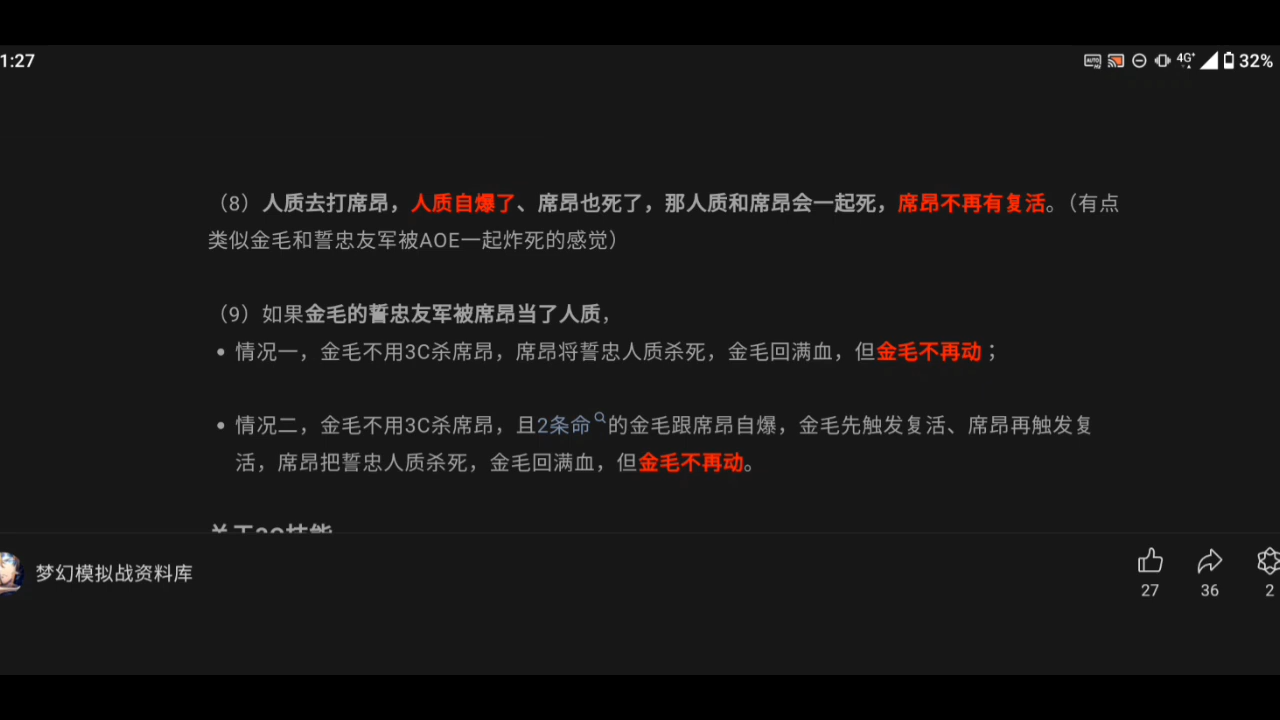 1:27
4G+
32%
（8）人质去打席昂，人质自爆了、席昂也死了，那人质和席昂会一起死，席昂不再有复活。（有点
类似金毛和誓忠友军被AOE一起炸死的感觉）
（9）如果金毛的誓忠友军被席昂当了人质，
• 情况一，金毛不用3C杀席昂，席昂将誓忠人质杀死，金毛回满血，但金毛不再动；
• 情况二，金毛不用3C杀席昂，且2条命的金毛跟席昂自爆，金毛先触发复活、席昂再触发复
活，席昂把誓忠人质杀死，金毛回满血，但金毛不再动。
梦幻模拟战资料库
27
36
2